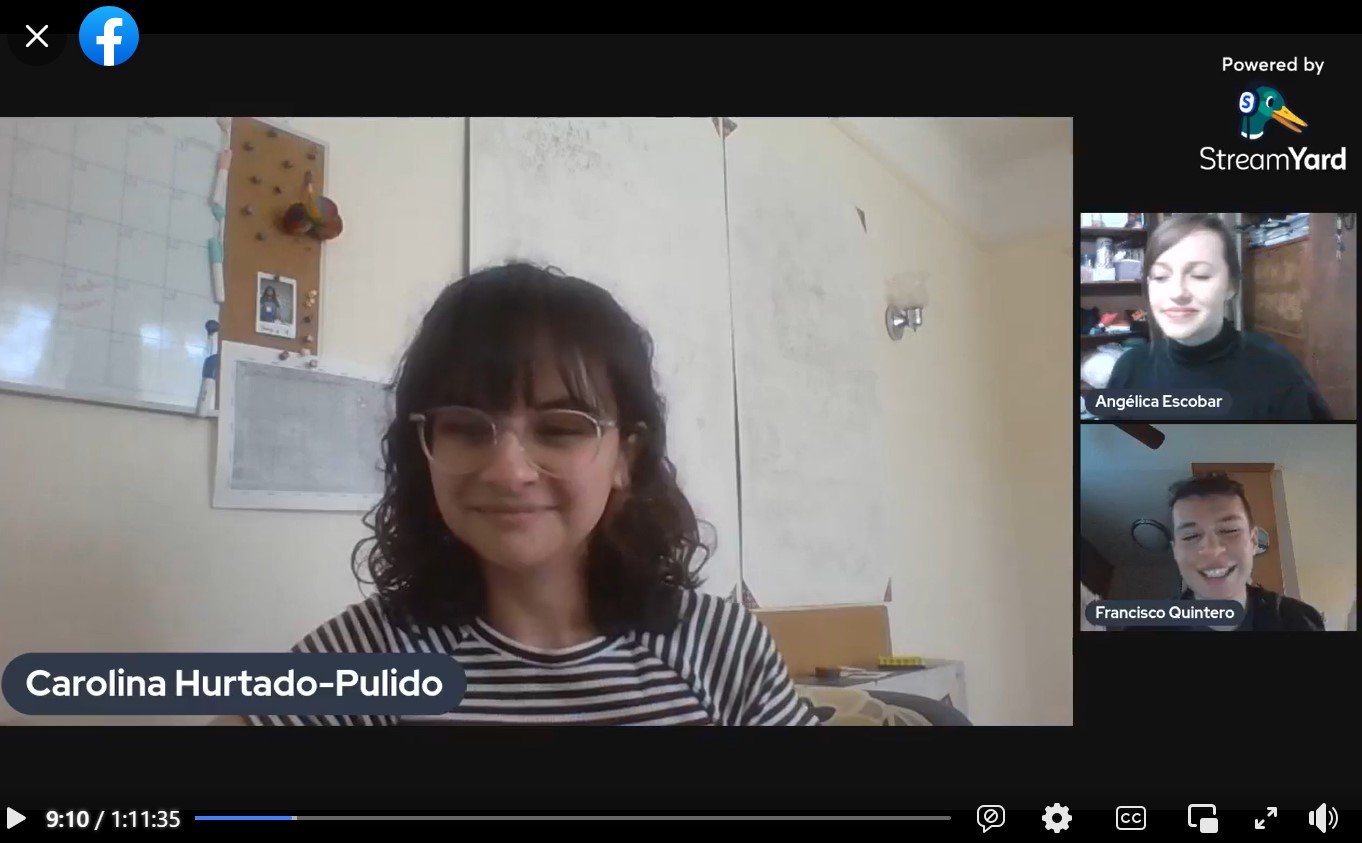 Powered by
S
StreamYard
Angélica Escobar
Francisco Quintero
Carolina Hurtado-Pulido
9:10 / 1:11:35
CC